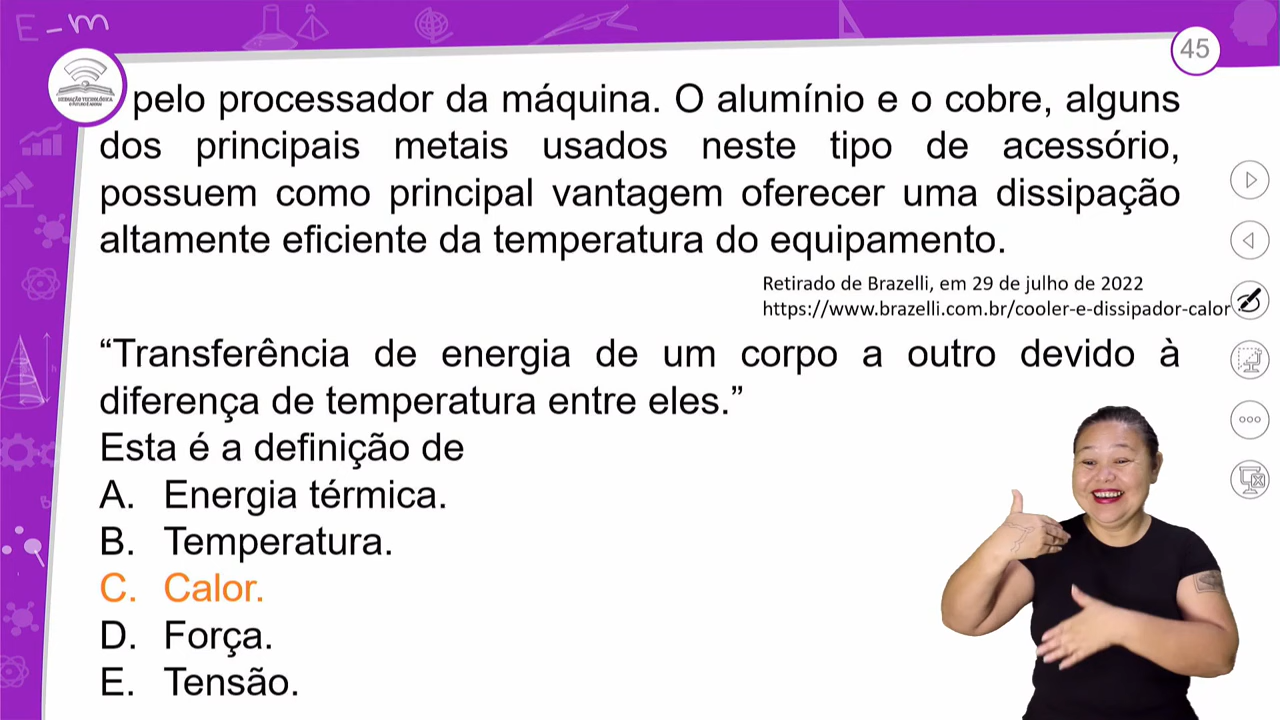 E-m
45
MEDIAÇÃO TECNOLÓGICA
pelo processador da máquina. O alumínio e o cobre, alguns
dos principais metais usados neste tipo de acessório,
possuem como principal vantagem oferecer uma dissipação
altamente eficiente da temperatura do equipamento.
Retirado de Brazelli, em 29 de julho de 2022
https://www.brazelli.com.br/cooler-e-dissipador-calor
“Transferência de energia de um corpo a outro devido à
diferença de temperatura entre eles.”
Esta é a definição de
A. Energia térmica.
B. Temperatura.
C. Calor.
D. Força.
E. Tensão.